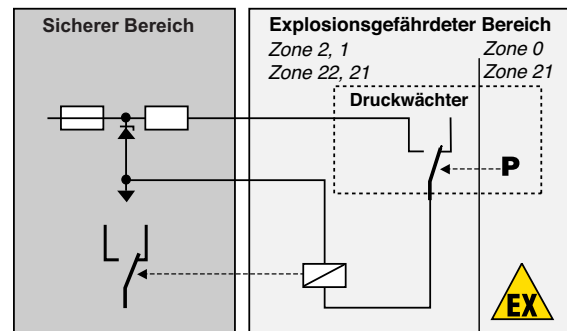 Sicherer Bereich
Explosionsgefährdeter Bereich
Zone 2, 1
Zone 0
Zone 22, 21
Zone 21
Druckwächter
P
EX